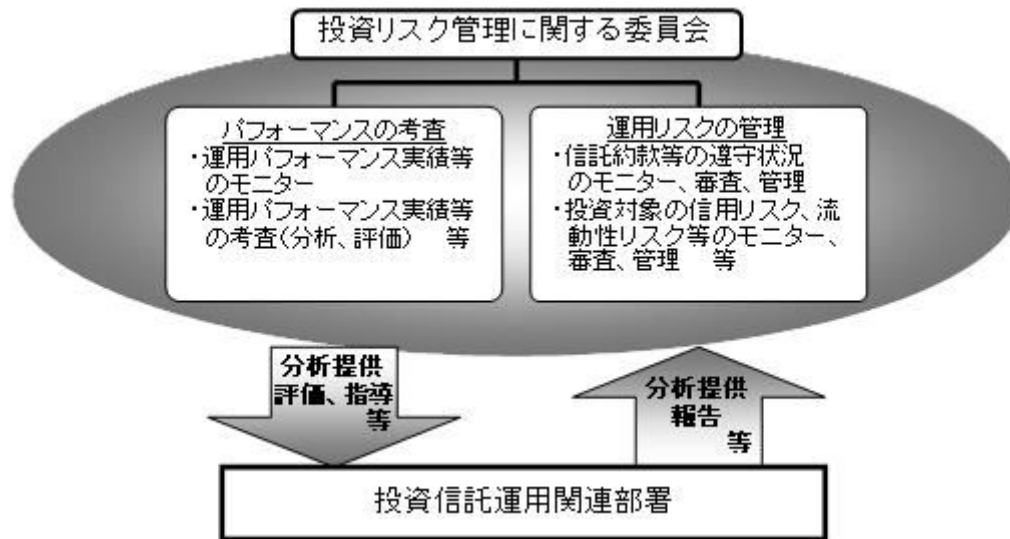 投資リスク管理に関する委員会
パフォーマンスの考査
・運用パフォーマンス実績等
のモニター
・運用パフォーマンス実績等
の考査(分析、評価) 等
運用リスクの管理
・信託約款等の遵守状況
のモニター、審査、管理
・投資対象の信用リスク、流
動性リスク等のモニター、
審査、管理 等
分析提供
評価、指導
等
分析提供
報告
等
投資信託運用関連部署